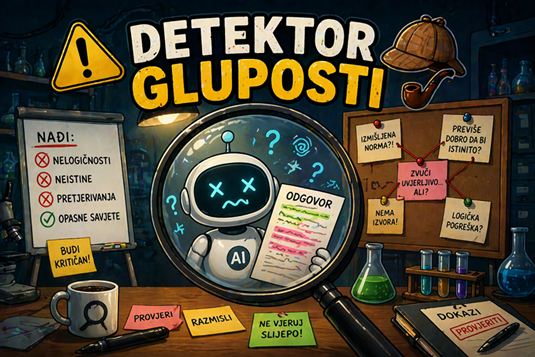 DETEKTOR
GLUPOSTI
NAĐI:
NELOGIČNOSTI
NEISTINE
PRETJERIVANJA
OPASNE SAVJETE
BUDI
KRITIČAN!
ODGOVOR
AI
IZMIŠLJENA
NORMA?!
PREVIŠE
DOBRO DA BI
ISTINITO?
ZVUČI
UVJERLJIVO...
ALI?
NEMA
IZVORA!
LOGIČKA
POGREŠKA?
PROVJERI
RAZMISLI
NE VJERUJ
SLIJEPO!
DOKAZI
PROVJERITI